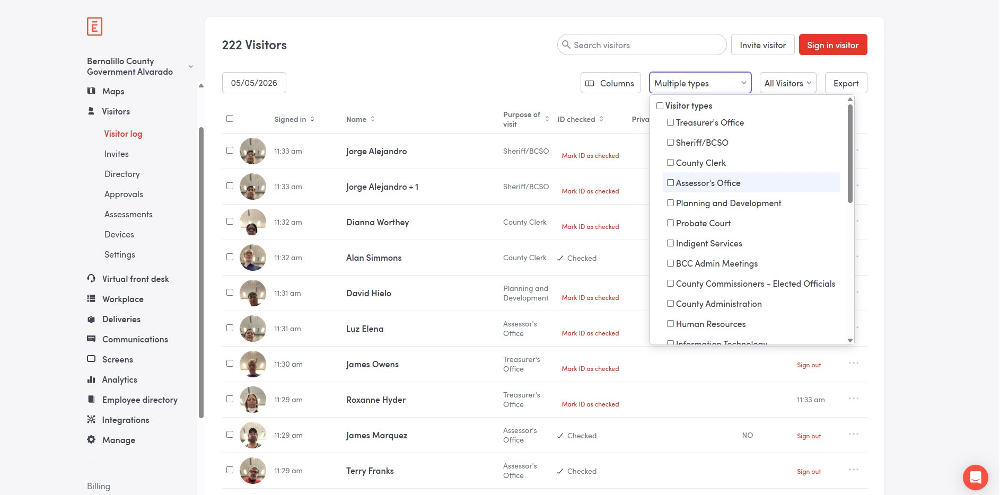 E
Bernalillo County
Government Alvarado
Maps
Visitors
Visitor log
Invites
Directory
Approvals
Assessments
Devices
Settings
Virtual front desk
Workplace
Deliveries
Communications
Screens
Analytics
Employee directory
Integrations
Manage
Billing
222 Visitors
Search visitors
Invite visitor
Sign in visitor
05/05/2026
Columns
Multiple types
All Visitors
Export
Signed in
Name
Purpose of
visit
ID checked
Priva
11:33 am
Jorge Alejandro
Sheriff/BCSO
Mark ID as checked
11:33 am
Jorge Alejandro + 1
Sheriff/BCSO
Mark ID as checked
11:32 am
Dianna Worthey
County Clerk
Mark ID as checked
11:32 am
Alan Simmons
County Clerk
Checked
11:31 am
David Hielo
Planning and
Development
Mark ID as checked
11:31 am
Luz Elena
Assessor's
Office
Mark ID as checked
11:30 am
James Owens
Treasurer's
Office
Mark ID as checked
Sign out
11:29 am
Roxanne Hyder
Treasurer's
Office
Mark ID as checked
11:33 am
11:29 am
James Marquez
Assessor's
Office
Checked
NO
Sign out
11:29 am
Terry Franks
Assessor's
Office
Checked
Sign out
Visitor types
Treasurer's Office
Sheriff/BCSO
County Clerk
Assessor's Office
Planning and Development
Probate Court
Indigent Services
BCC Admin Meetings
County Commissioners - Elected Officials
County Administration
Human Resources
Information Technology